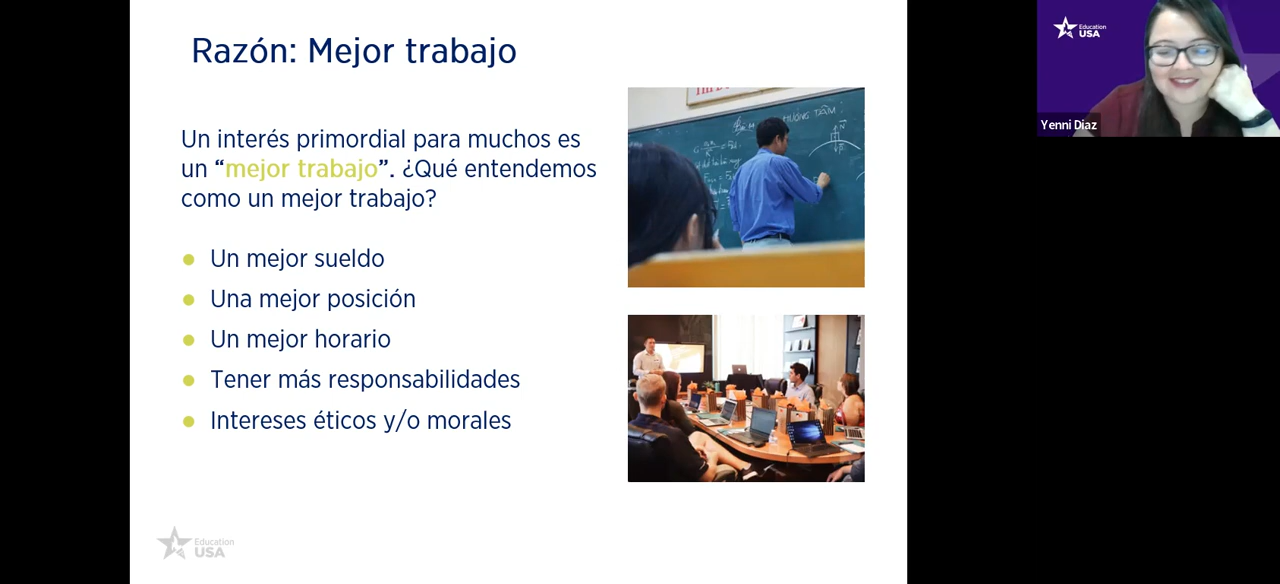 Razón: Mejor trabajo
Un interés primordial para muchos es
un “mejor trabajo”. ¿Qué entendemos
como un mejor trabajo?
Un mejor sueldo
Una mejor posición
Un mejor horario
Tener más responsabilidades
Intereses éticos y/o morales
Education
USA
Education
USA
Yenni Diaz